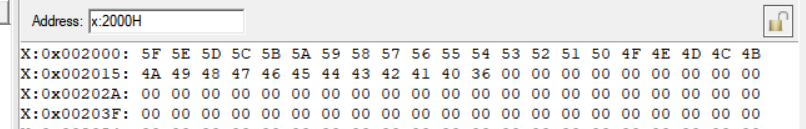 Address: x:2000H
X:0x002000: 5F 5E 5D 5C 5B 5A 59 58 57 56 55 54 53 52 51 50 4F 4E 4D 4C 4B
X:0x002015: 4A 49 48 47 46 45 44 43 42 41 40 36 00 00 00 00 00 00 00 00 00
X:0x00202A: 00 00 00 00 00 00 00 00 00 00 00 00 00 00 00 00 00 00 00 00 00
X:0x00203F: 00 00 00 00 00 00 00 00 00 00 00 00 00 00 00 00 00 00 00 00 00